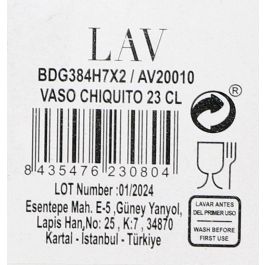 LAV
BDG384H7X2 / AV20010
VASO CHIQUITO 23 CL
®
8 435476 230804
LOT Number :01/2024
Esentepe Mah. E-5 ,Güney Yanyol,
Lapis Han,No: 25 , K:7 , 34870
Kartal - Istanbul - Türkiye
LAVAR ANTES
DEL PRIMER USO
WASH BEFORE
FIRST USE